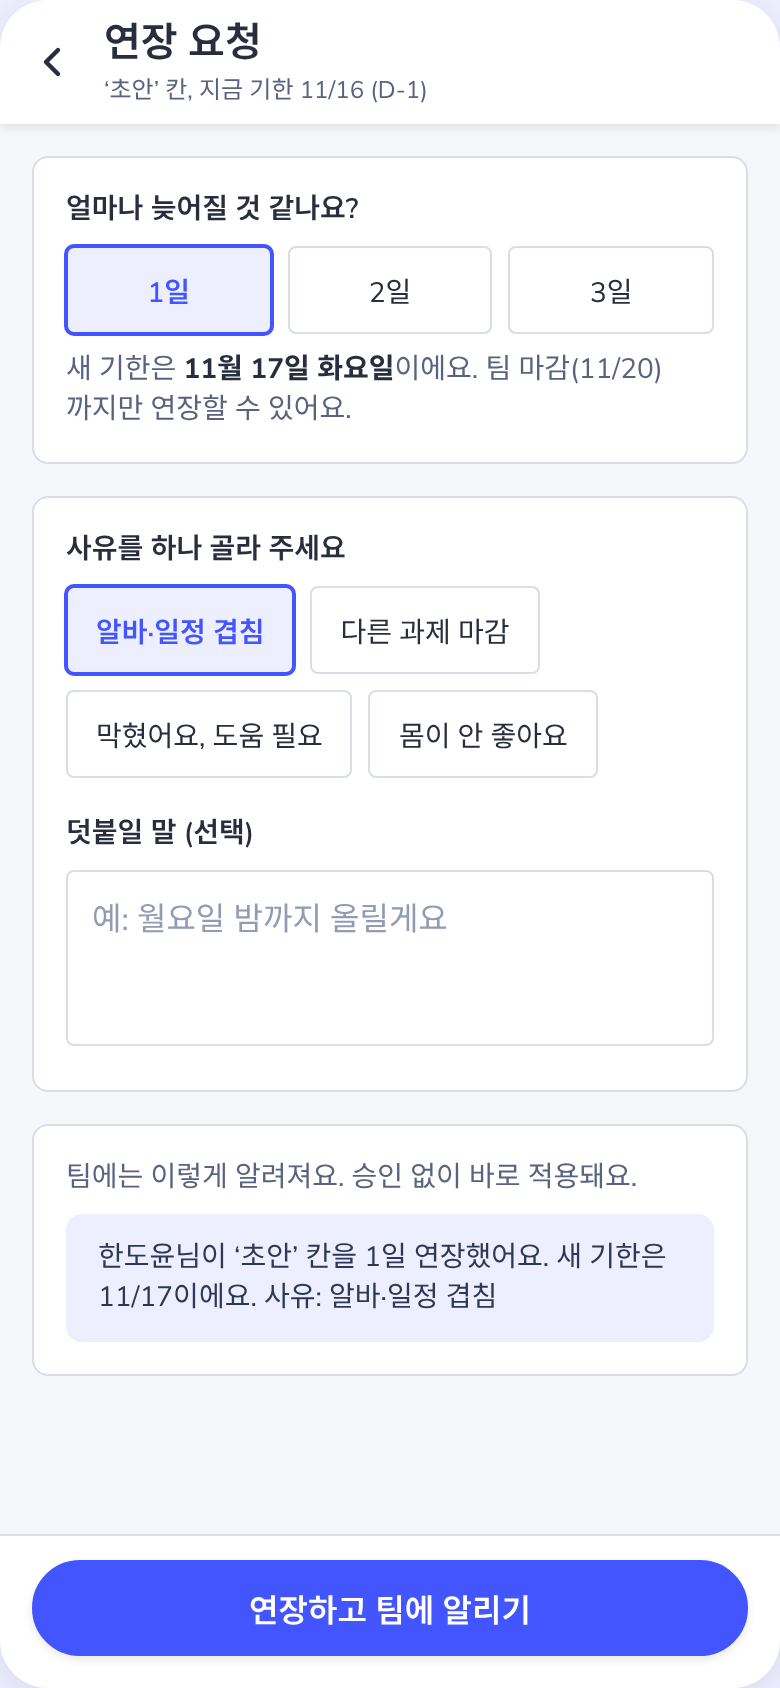 연장 요청
‘초안’ 칸, 지금 기한 11/16 (D-1)
얼마나 늦어질 것 같나요?
1일
2일
3일
새 기한은 11월 17일 화요일이에요. 팀 마감(11/20)
까지만 연장할 수 있어요.
사유를 하나 골라 주세요
알바·일정 겹침
다른 과제 마감
막혔어요, 도움 필요
몸이 안 좋아요
덧붙일 말 (선택)
예: 월요일 밤까지 올릴게요
팀에는 이렇게 알려져요. 승인 없이 바로 적용돼요.
한도윤님이 ‘초안’ 칸을 1일 연장했어요. 새 기한은
11/17이에요. 사유: 알바·일정 겹침
연장하고 팀에 알리기